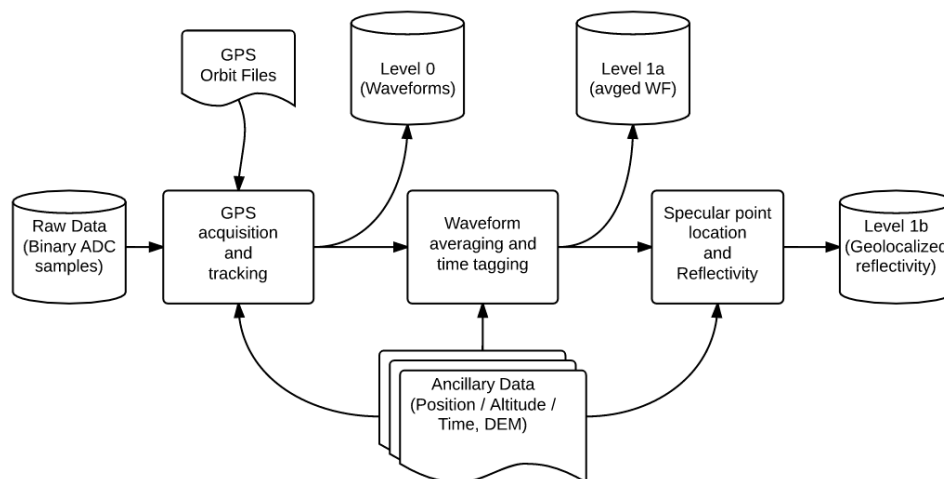 GPS
Orbit Files
Level 0
(Waveforms)
Level 1a
(avged WF)
Raw Data
(Binary ADC
samples)
GPS
acquisition
and
tracking
Waveform
averaging and
time tagging
Specular point
location
and
Reflectivity
Level 1b
(Geolocalized
reflectivity)
Ancillary Data
(Position / Altitude /
Time, DEM)